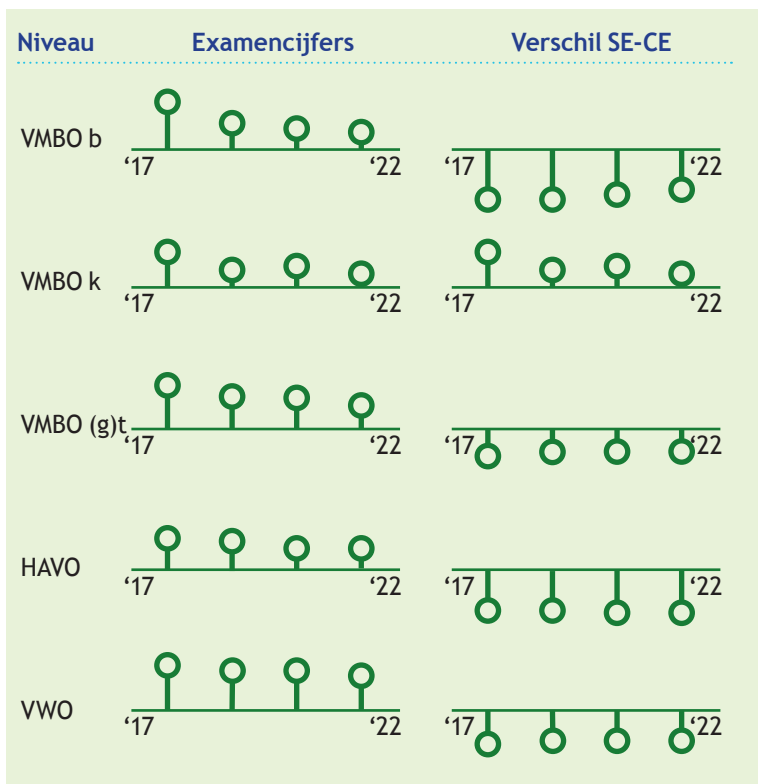 Niveau Examencijfers Verschil SE-CE
VMBO b
‘17 ‘22 ‘17 ‘22
VMBO k
‘17 ‘22 ‘17 ‘22
VMBO (g)t
‘17 ‘22 ‘17 ‘22
HAVO
‘17 ‘22 ‘17 ‘22
VWO
‘17 ‘22 ‘17 ‘22